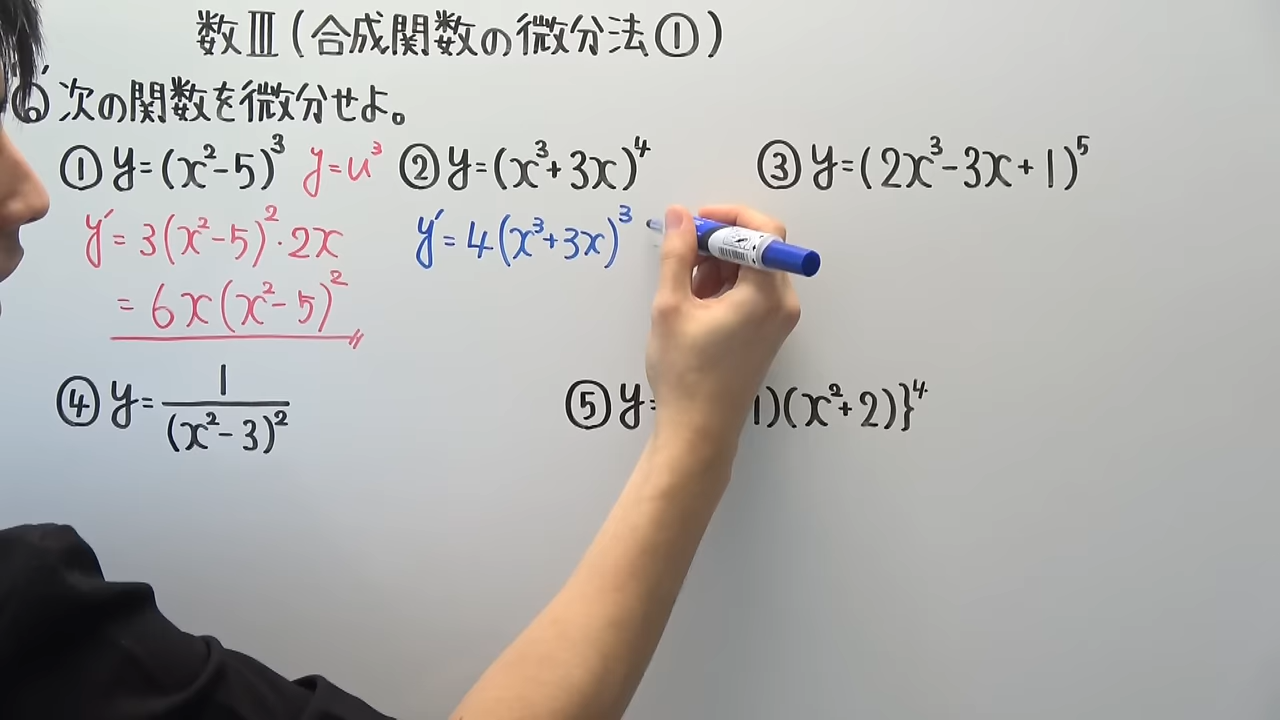 数Ⅲ(合成関数の微分法①)
次の関数を微分せよ。
① y=(x²-5)³ y=u³ ② y=(x³+3x)⁴ ③ y=(2x³-3x+1)⁵
y'=3(x²-5)²·2x y'=4(x³+3x)³
=6x(x²-5)²
④ y=1/(x²-3)² ⑤ y= 1)(x²+2)}⁴